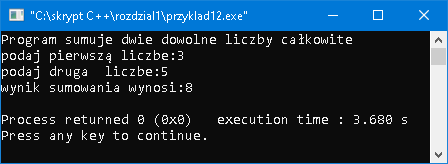 "C:\skrypt C++\rozdzial1\przyklad12.exe"
Program sumuje dwie dowolne liczby całkowite
podaj pierwszą liczbe:3
podaj druga  liczbe:5
wynik sumowania wynosi:8
Process returned 0 (0x0)   execution time : 3.680 s
Press any key to continue.